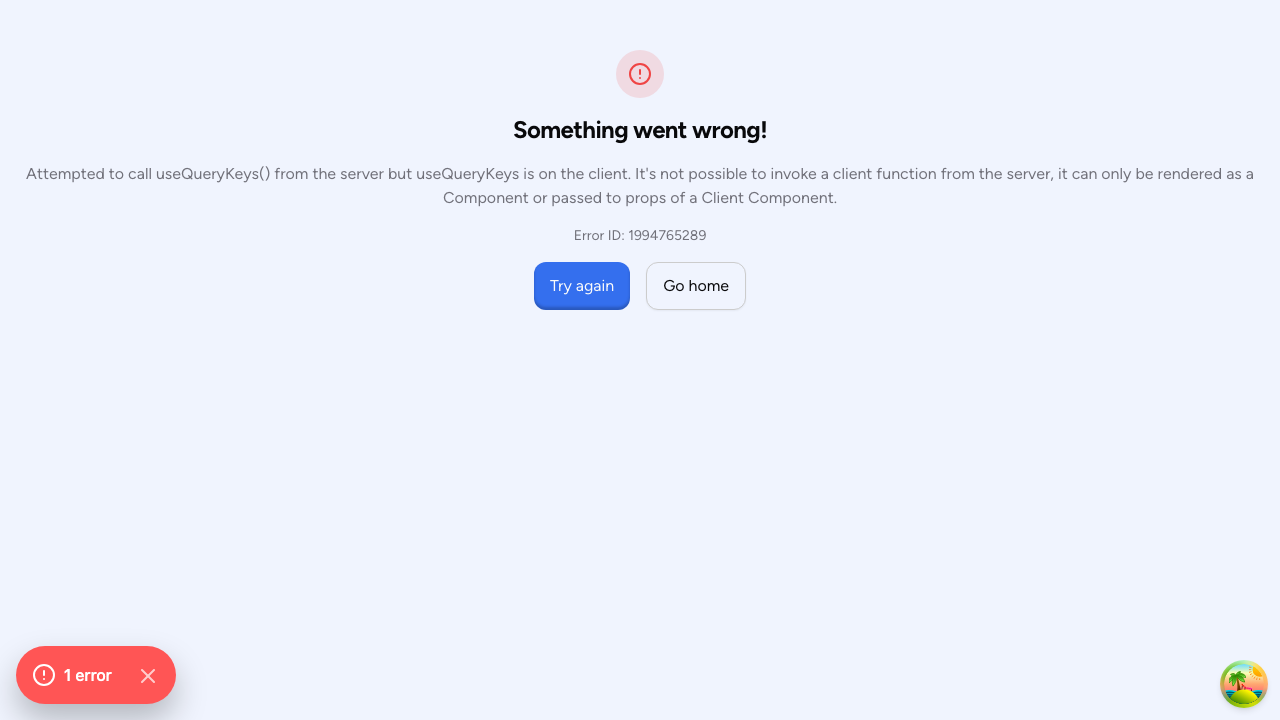 Something went wrong!
Attempted to call useQueryKeys() from the server but useQueryKeys is on the client. It's not possible to invoke a client function from the server, it can only be rendered as a
Component or passed to props of a Client Component.
Error ID: 1994765289
Try again
Go home
1 error